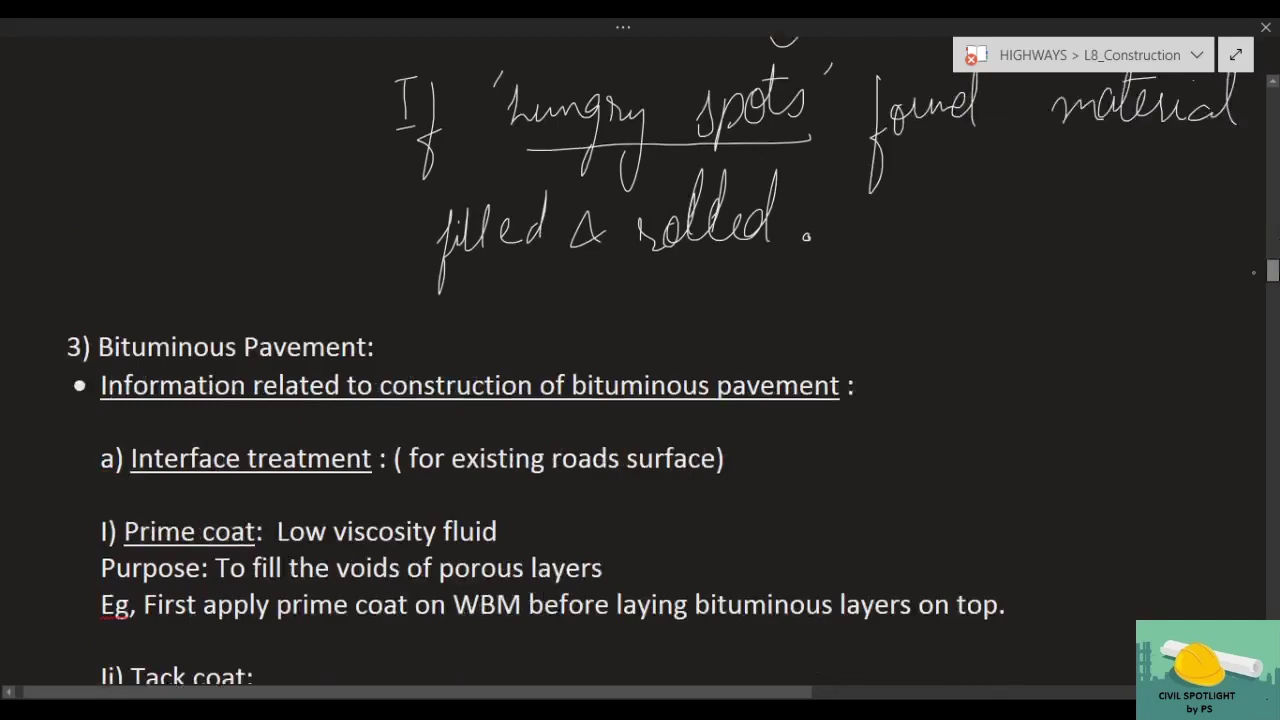 HIGHWAYS > L8_Construction
If 'hungry spots' found material
filled & rolled.
3) Bituminous Pavement:
• Information related to construction of bituminous pavement :
a) Interface treatment : ( for existing roads surface)
I) Prime coat: Low viscosity fluid
Purpose: To fill the voids of porous layers
Eg, First apply prime coat on WBM before laying bituminous layers on top.
Ii) Tack coat:
CIVIL SPOTLIGHT
by PS